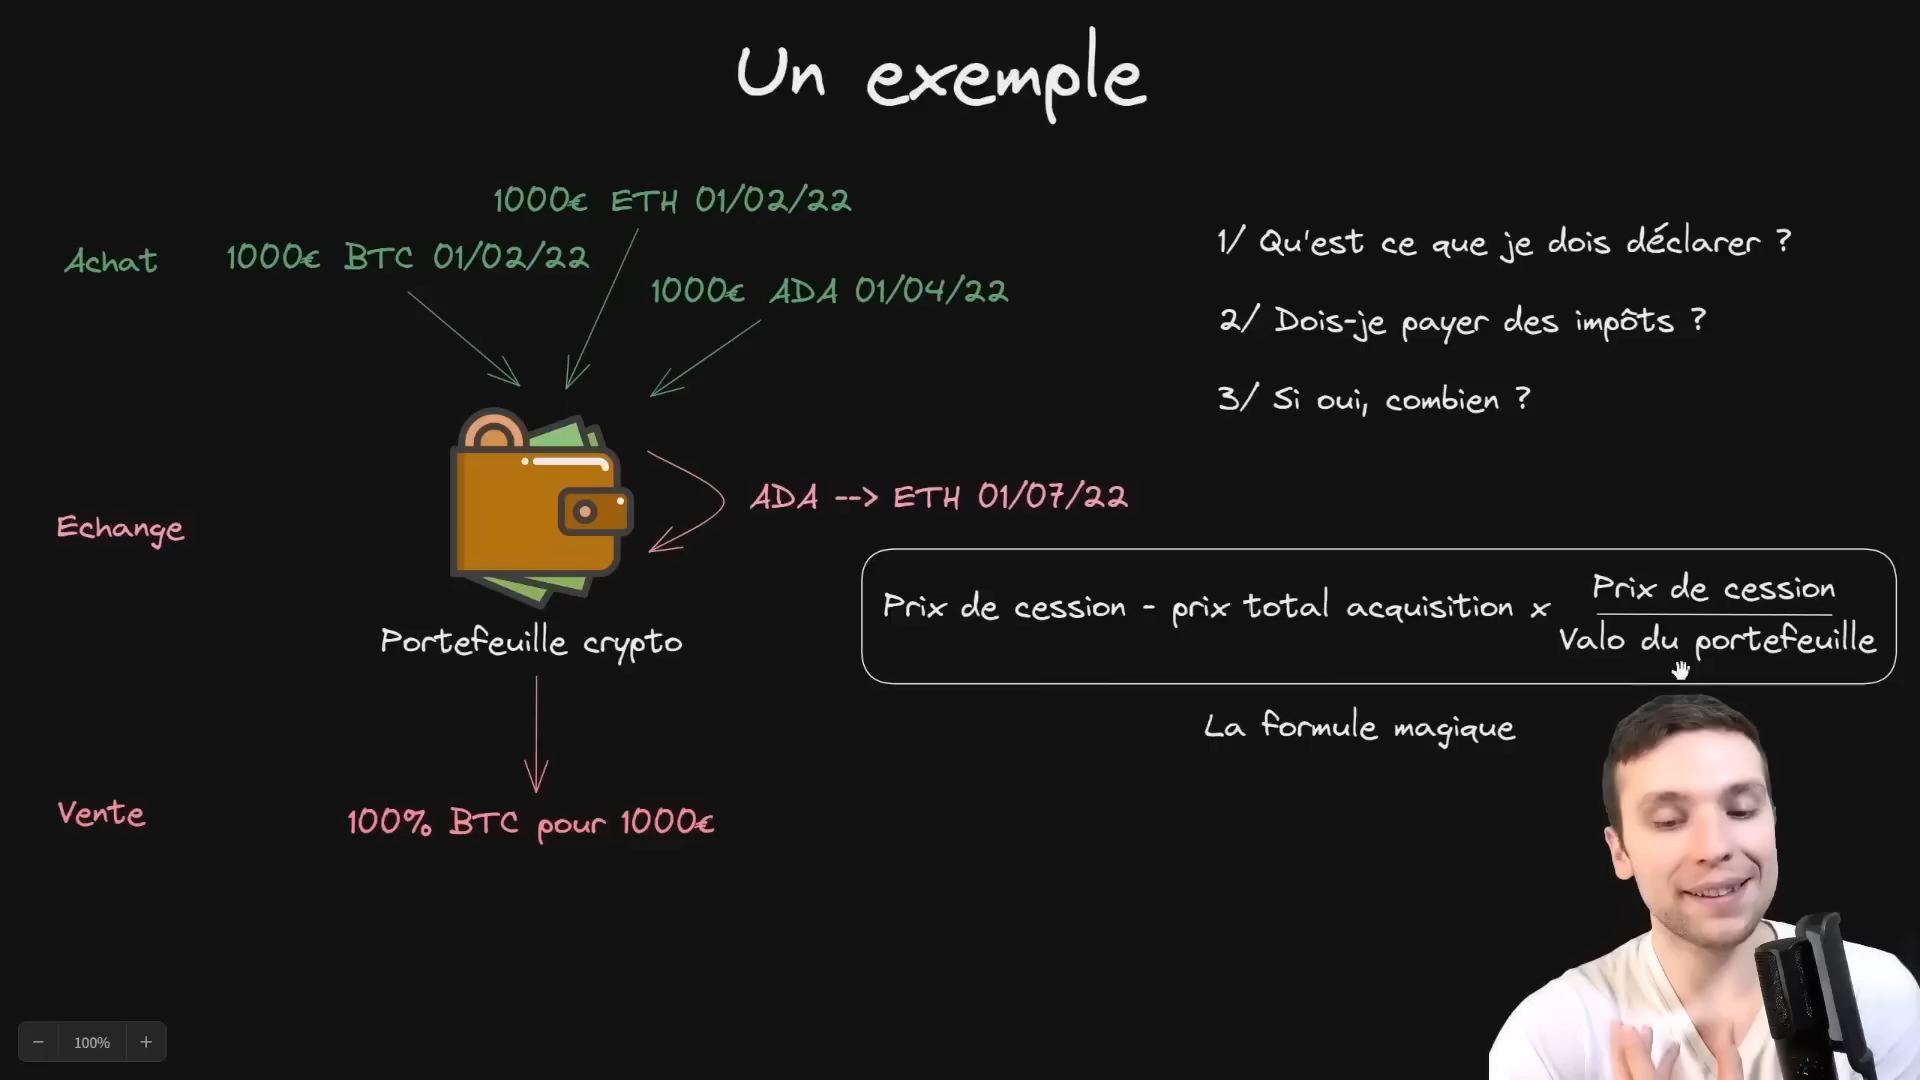 Un exemple
1000€ ETH 01/02/22
Achat
1000€ BTC 01/02/22
1000€ ADA 01/04/22
1/ Qu'est ce que je dois déclarer ?
2/ Dois-je payer des impôts ?
3/ Si oui, combien ?
Echange
ADA --> ETH 01/07/22
Prix de cession - prix total acquisition x
Prix de cession
Valo du portefeuille
Portefeuille crypto
La formule magique
Vente
100% BTC pour 1000€
− 100% +